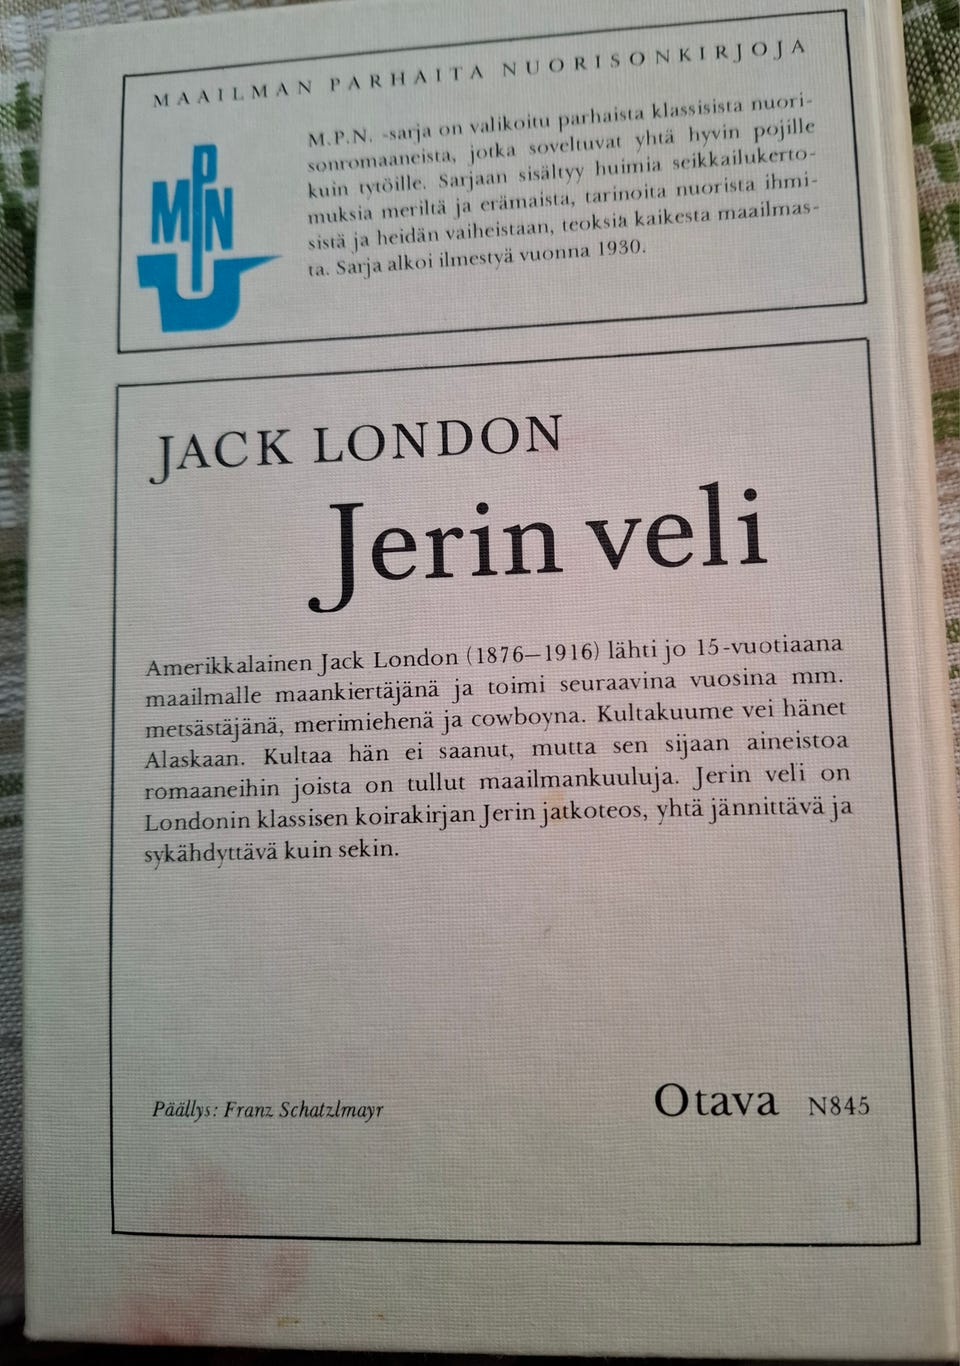 MAAILMAN PARHAITA NUORISONKIRJOJA
MPN
M.P.N. -sarja on valikoitu parhaista klassisista nuori-
sonromaaneista, jotka soveltuvat yhtä hyvin pojille
kuin tytöille. Sarjaan sisältyy huimia seikkailukerto-
muksia meriltä ja erämaista, tarinoita nuorista ihmi-
sistä ja heidän vaiheistaan, teoksia kaikesta maailmas-
ta. Sarja alkoi ilmestyä vuonna 1930.
JACK LONDON
Jerin veli
Amerikkalainen Jack London (1876–1916) lähti jo 15-vuotiaana
maailmalle maankiertäjänä ja toimi seuraavina vuosina mm.
metsästäjänä, merimiehenä ja cowboyna. Kultakuume vei hänet
Alaskaan. Kultaa hän ei saanut, mutta sen sijaan aineistoa
romaaneihin joista on tullut maailmankuuluja. Jerin veli on
Londonin klassisen koirakirjan Jerin jatkoteos, yhtä jännittävä ja
sykähdyttävä kuin sekin.
Päällys: Franz Schatzlmayr
Otava N845